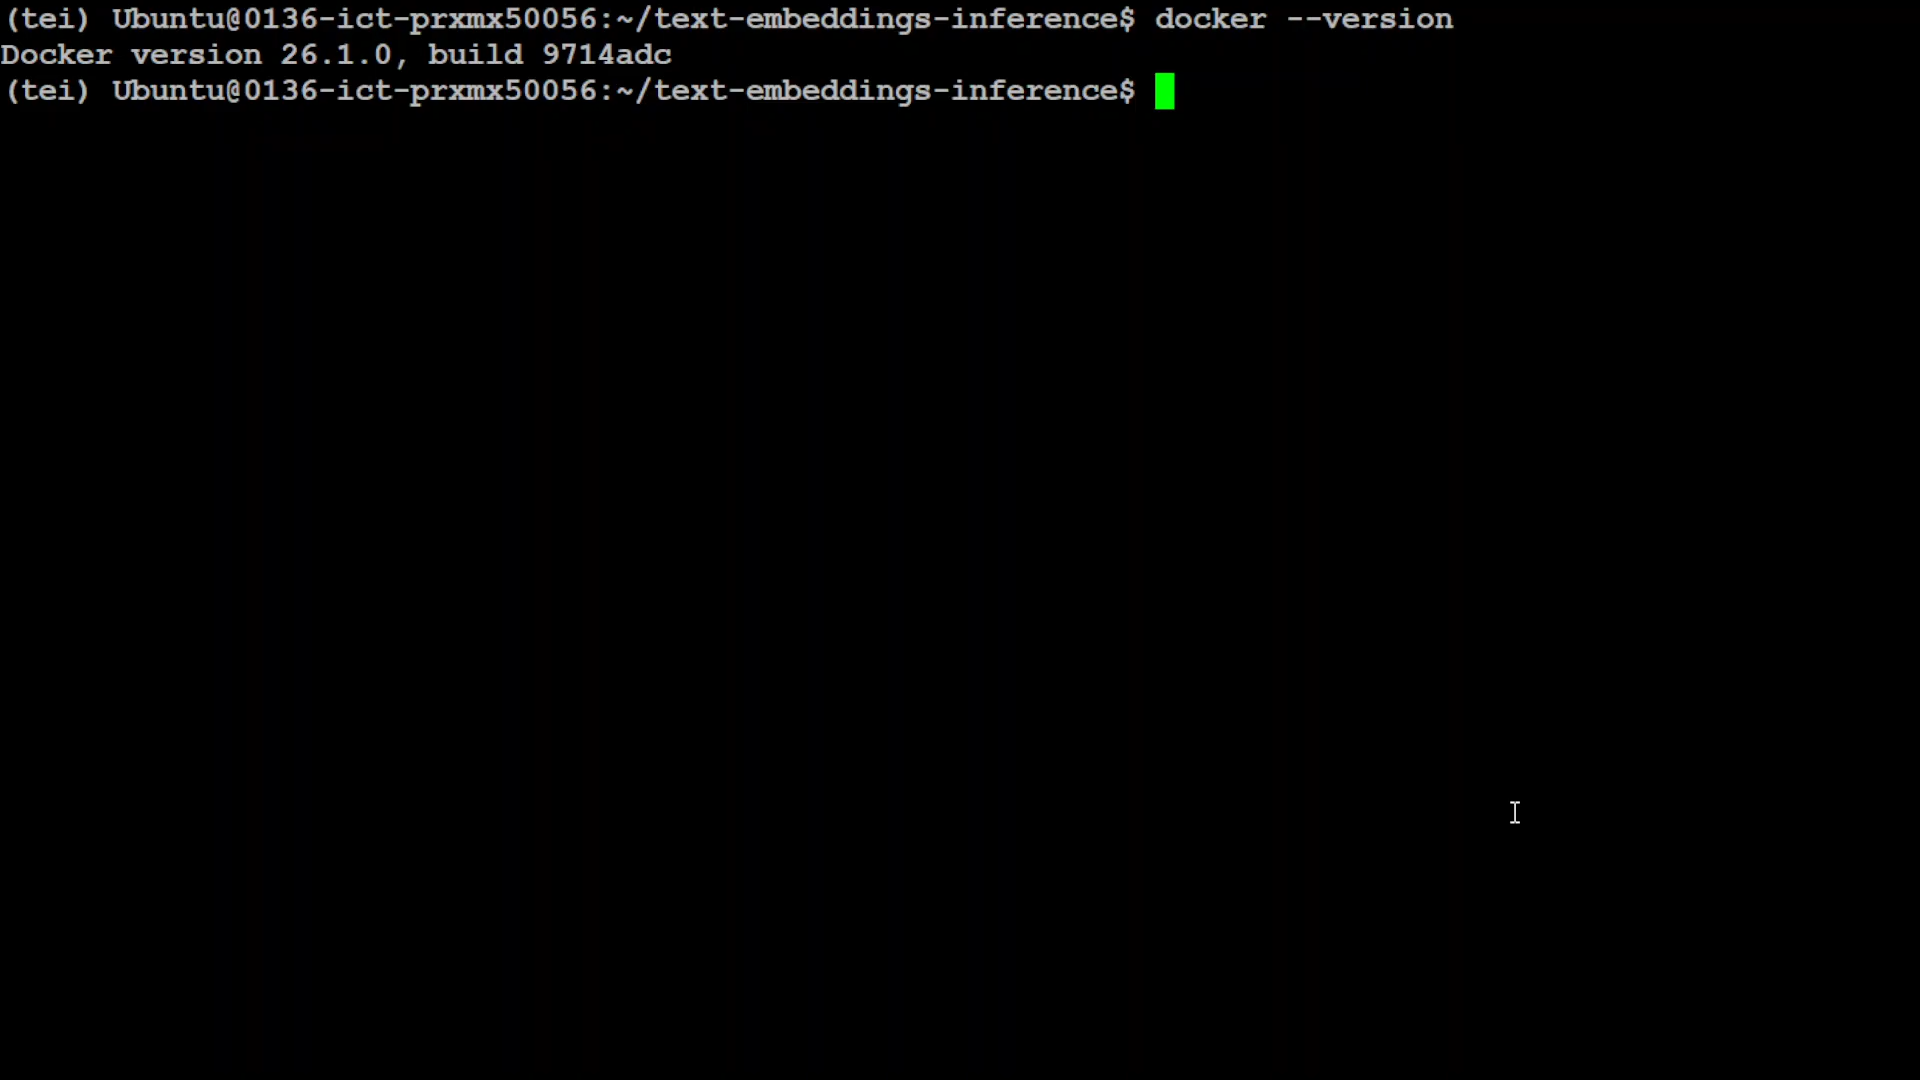 (tei) Ubuntu@0136-ict-prxmx50056:~/text-embeddings-inference$ docker --version
Docker version 26.1.0, build 9714adc
(tei) Ubuntu@0136-ict-prxmx50056:~/text-embeddings-inference$